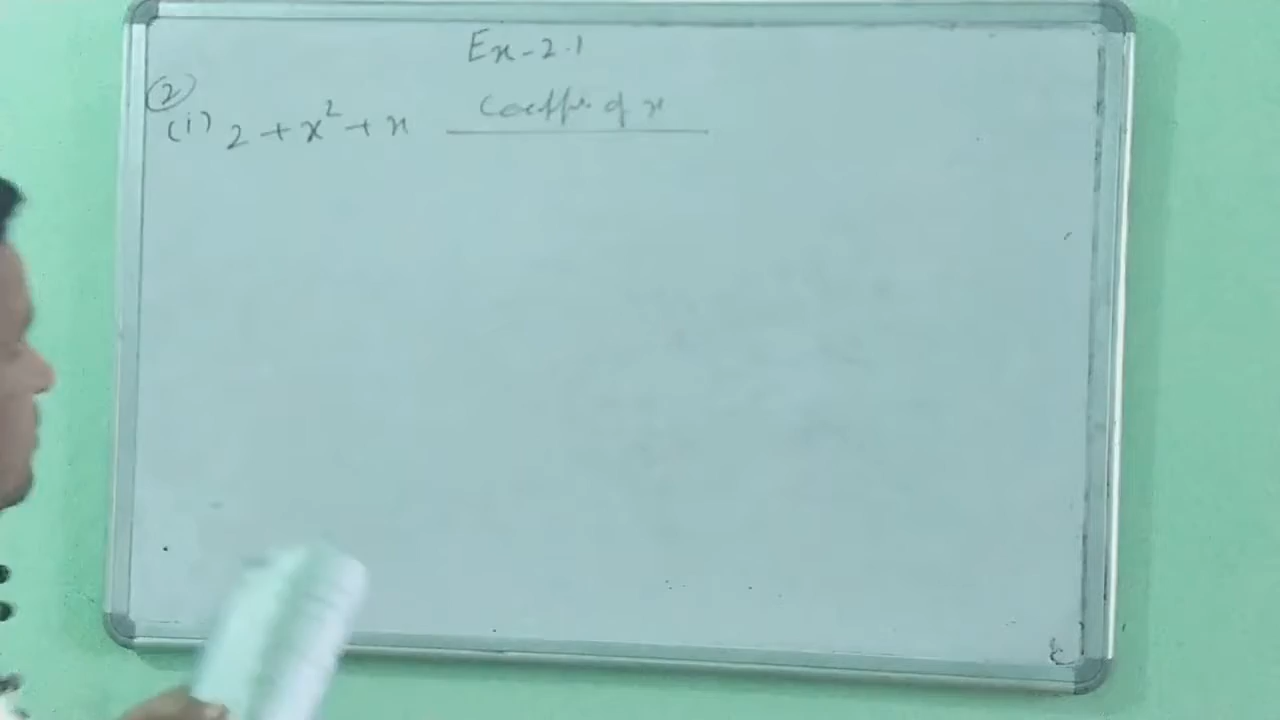 Ex-2.1
②
(i) 2 + x² + x
Coeff. of x